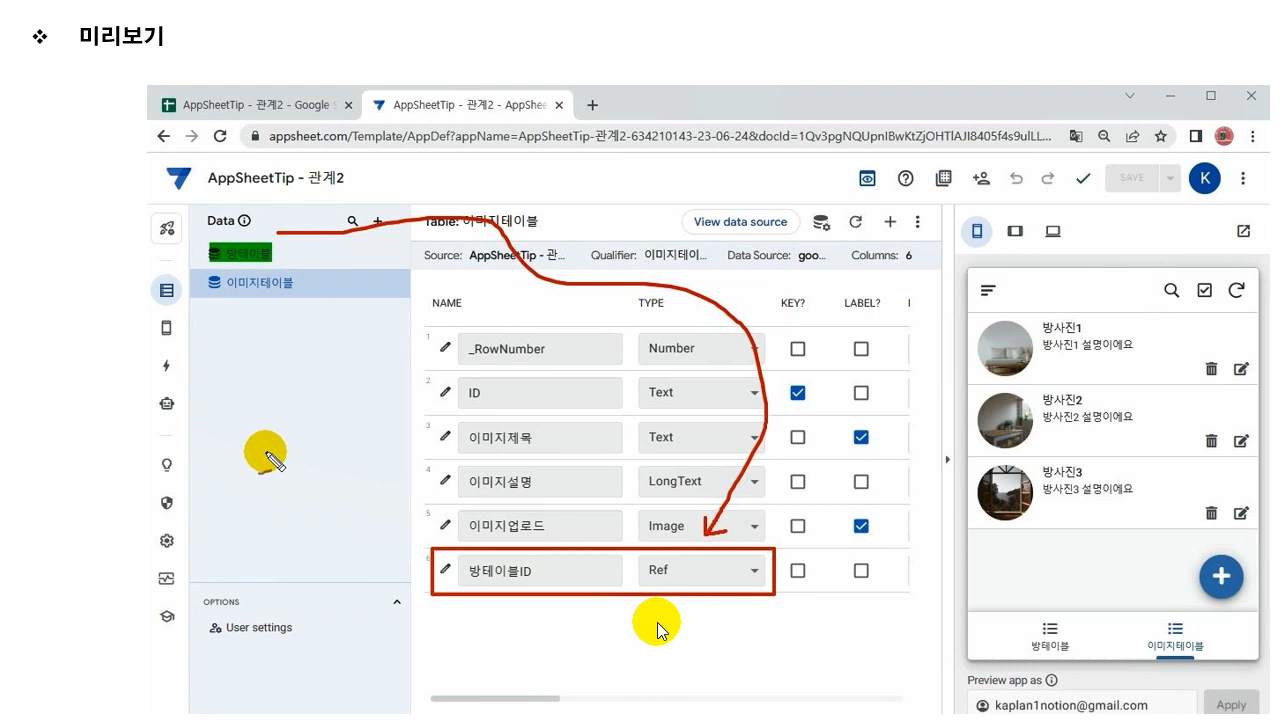 ❖ 미리보기
AppSheetTip - 관계2 - Google S
AppSheetTip - 관계2 - AppShee
appsheet.com/Template/AppDef?appName=AppSheetTip-관계2-634210143-23-06-24&docId=1Qv3pgNQUpnIBwKtZjOHTlAJI8405f4s9ulLL...
AppSheetTip - 관계2
SAVE
K
Data
Table: 이미지테이블
View data source
방테이블
이미지테이블
Source: AppSheetTip - 관...
Qualifier: 이미지테이...
Data Source: goo...
Columns: 6
NAME TYPE KEY? LABEL?
1 _RowNumber Number
2 ID Text
3 이미지제목 Text
4 이미지설명 LongText
5 이미지업로드 Image
6 방테이블ID Ref
OPTIONS
User settings
방사진1
방사진1 설명이에요
방사진2
방사진2 설명이에요
방사진3
방사진3 설명이에요
방테이블
이미지테이블
Preview app as
kaplan1notion@gmail.com
Apply